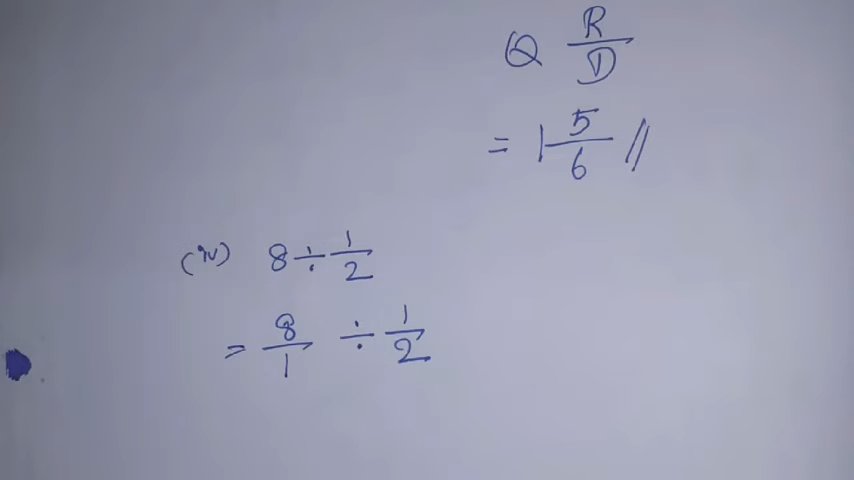 Q R/D
= 1 5/6 //
(iv) 8 ÷ 1/2
= 8/1 ÷ 1/2